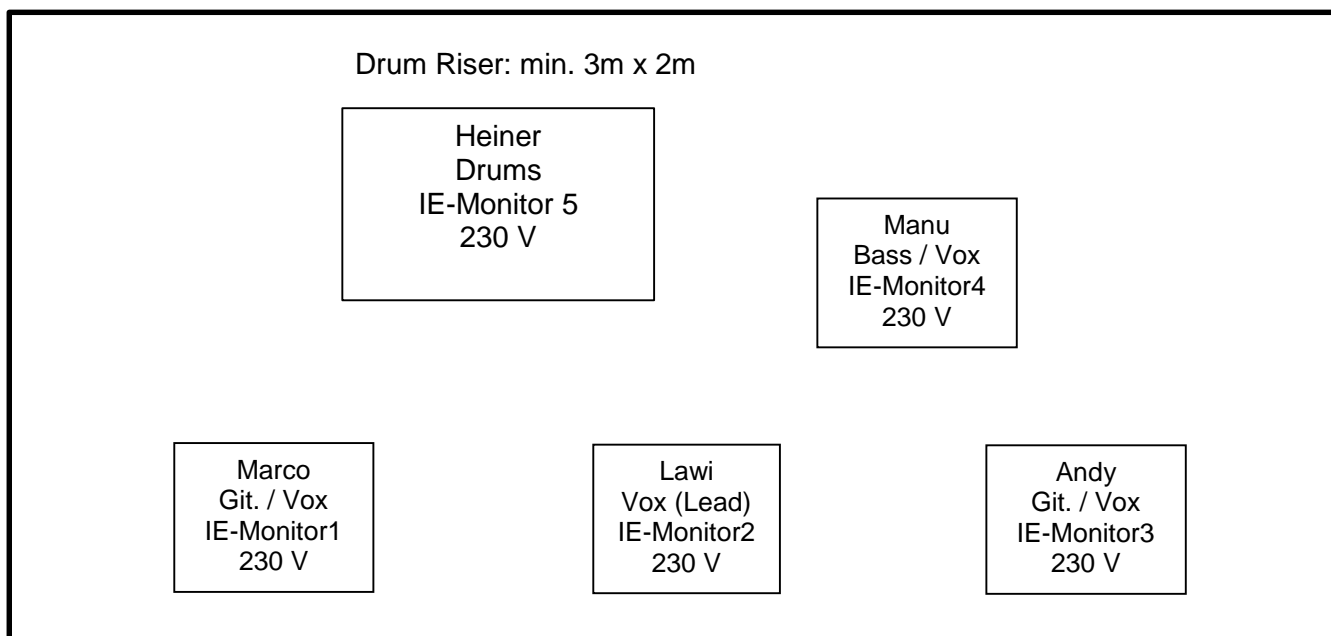 Drum Riser: min. 3m x 2m
Heiner
Drums
IE-Monitor 5
230 V
Manu
Bass / Vox
IE-Monitor4
230 V
Marco
Git. / Vox
IE-Monitor1
230 V
Lawi
Vox (Lead)
IE-Monitor2
230 V
Andy
Git. / Vox
IE-Monitor3
230 V